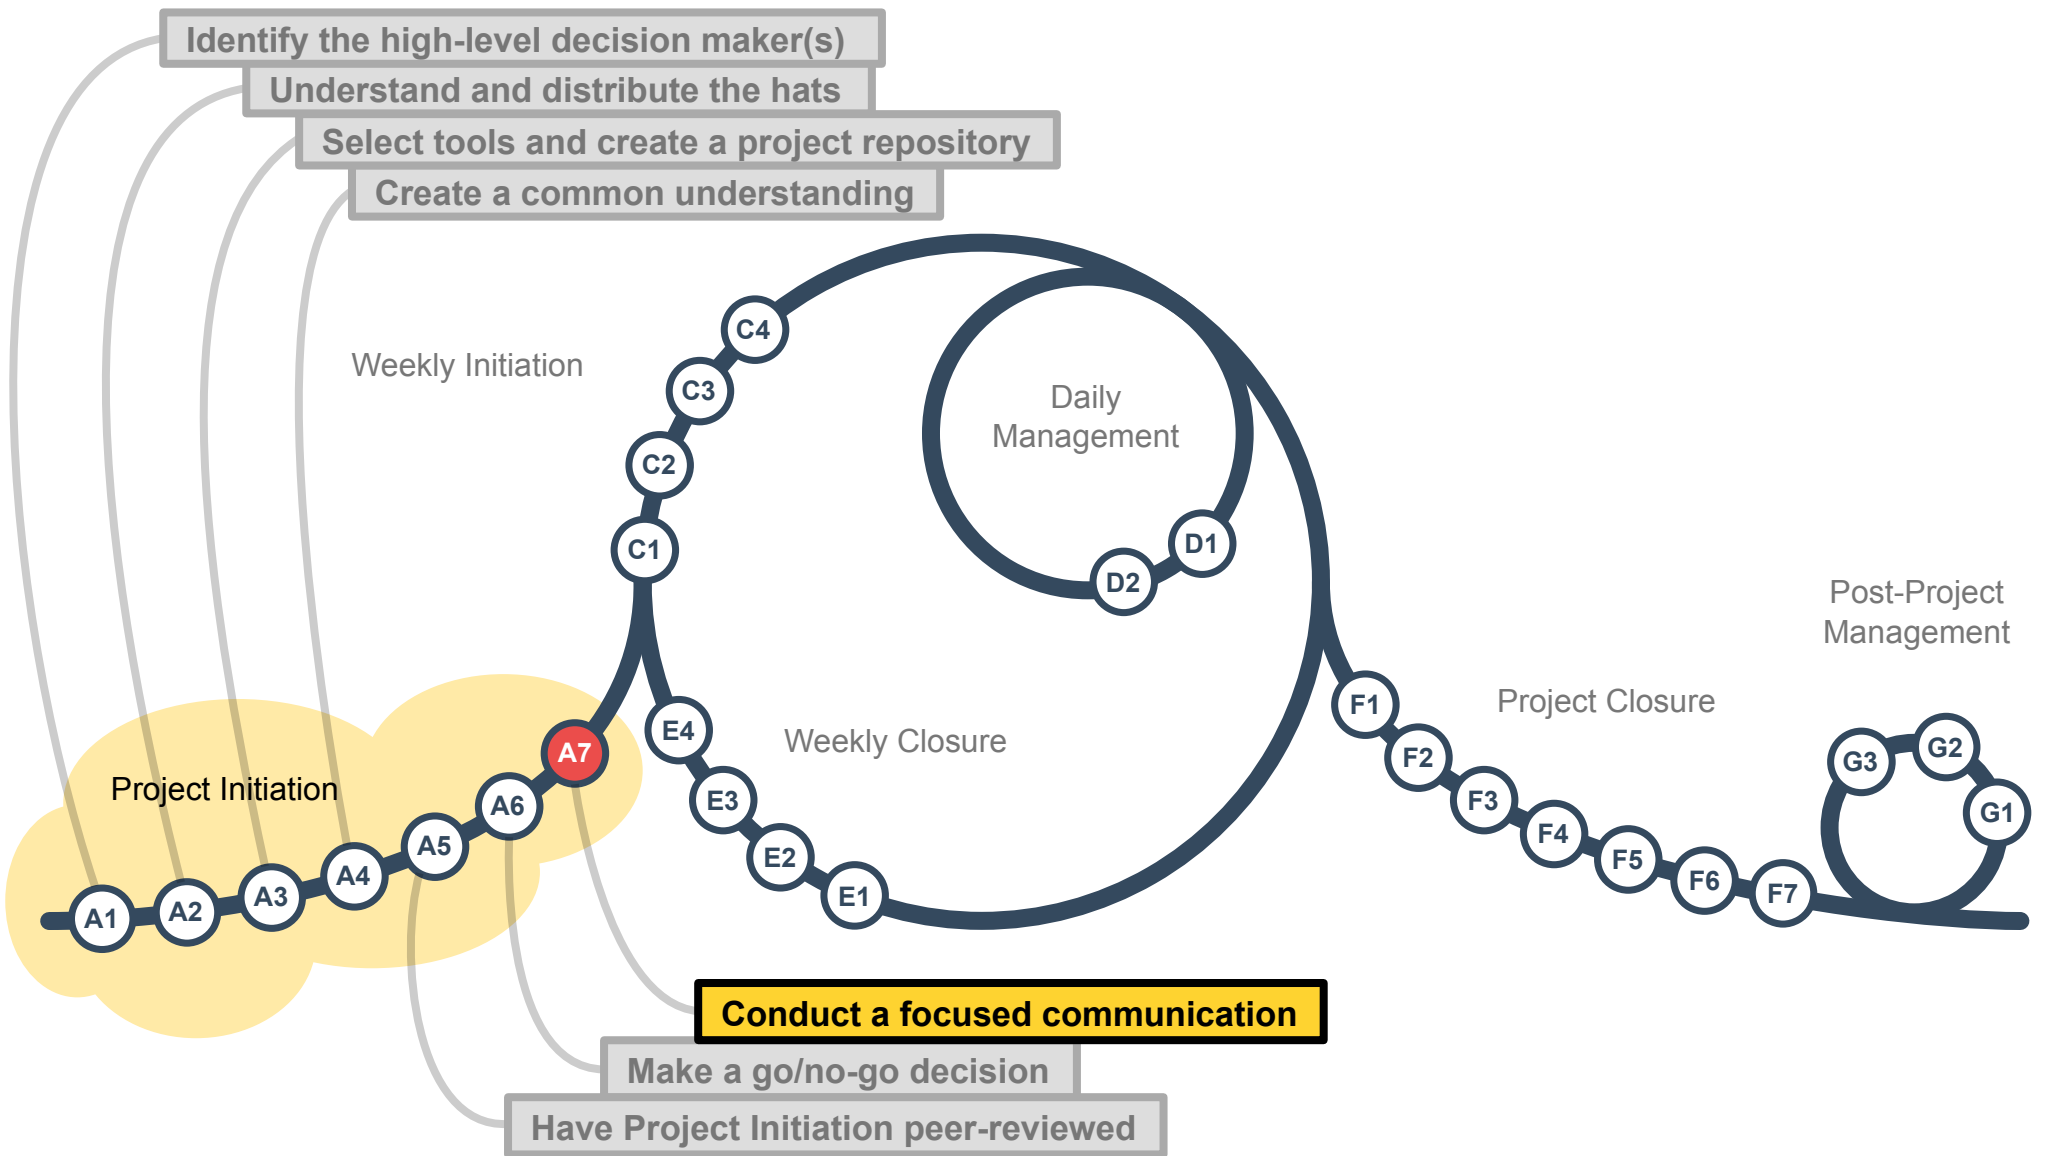 Identify the high-level decision maker(s)
Understand and distribute the hats
Select tools and create a project repository
Create a common understanding
Weekly Initiation
C4
C3
C2
C1
Daily
Management
D1
D2
Post-Project
Management
Project Initiation
A1
A2
A3
A4
A5
A6
A7
Weekly Closure
E4
E3
E2
E1
Project Closure
F1
F2
F3
F4
F5
F6
F7
G3
G2
G1
Conduct a focused communication
Make a go/no-go decision
Have Project Initiation peer-reviewed